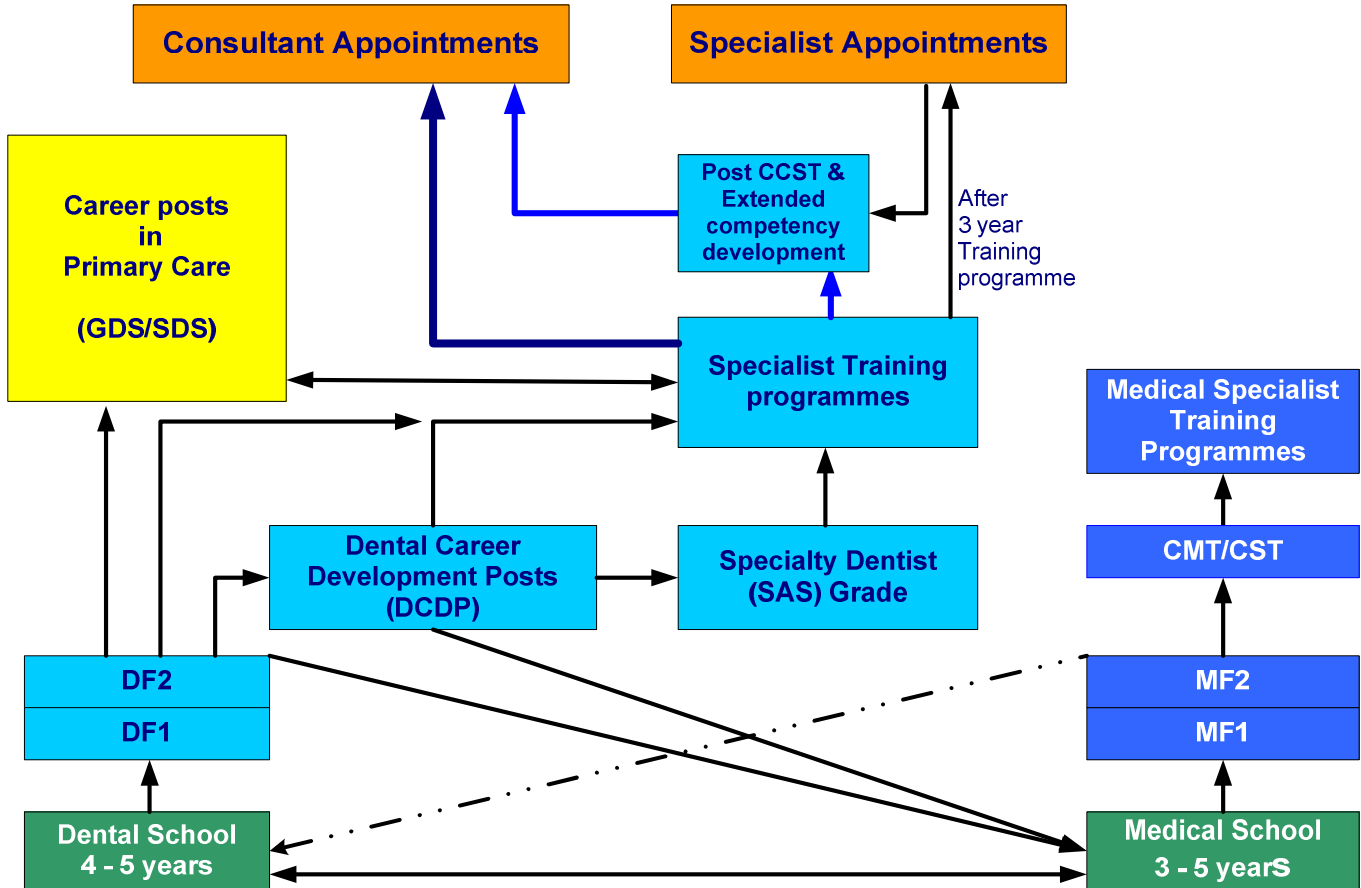 Consultant Appointments
Specialist Appointments
Career posts
in
Primary Care
(GDS/SDS)
Post CCST &
Extended
competency
development
After
3 year
Training
programme
Specialist Training
programmes
Medical Specialist
Training
Programmes
Dental Career
Development Posts
(DCDP)
Specialty Dentist
(SAS) Grade
CMT/CST
DF2
DF1
MF2
MF1
Dental School
4 - 5 years
Medical School
3 - 5 years